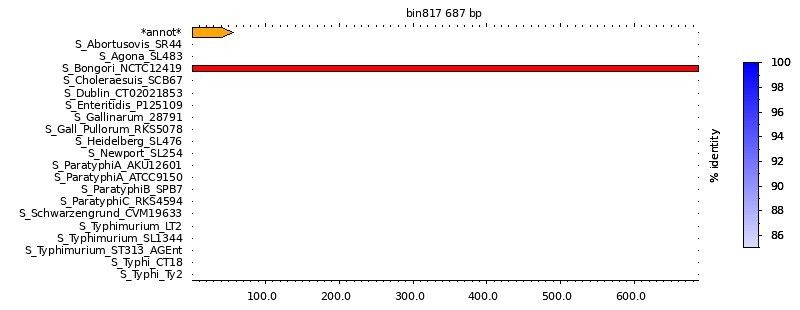 bin817 687 bp
*annot*
S_Abortusovis_SR44
S_Agona_SL483
S_Bongori_NCTC12419
S_Choleraesuis_SCB67
S_Dublin_CT02021853
S_Enteritidis_P125109
S_Gallinarum_28791
S_Gall_Pullorum_RKS5078
S_Heidelberg_SL476
S_Newport_SL254
S_ParatyphiA_AKU12601
S_ParatyphiA_ATCC9150
S_ParatyphiB_SPB7
S_ParatyphiC_RKS4594
S_Schwarzengrund_CVM19633
S_Typhimurium_LT2
S_Typhimurium_SL1344
S_Typhimurium_ST313_AGEnt
S_Typhi_CT18
S_Typhi_Ty2
100.0 200.0 300.0 400.0 500.0 600.0
% identity
100
98
96
94
92
90
88
86